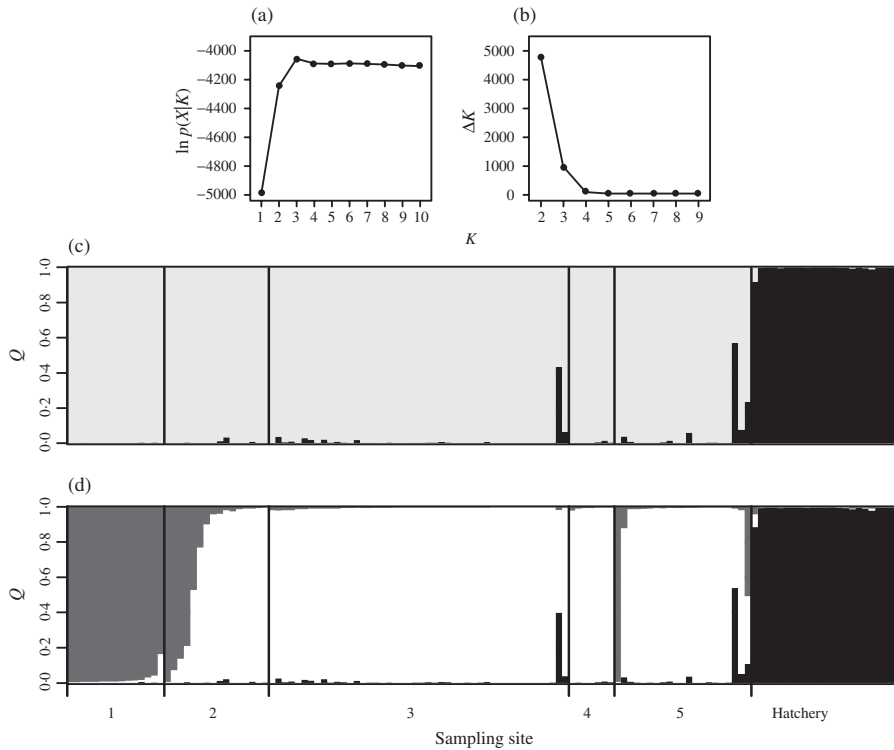 (a)
(b)
−4000
−4200
−4400
−4600
−4800
−5000
ln p(X|K)
1 2 3 4 5 6 7 8 9 10
5000
4000
3000
2000
1000
0
ΔK
2 3 4 5 6 7 8 9
K
(c)
1·0
0·8
0·6
0·4
0·2
0·0
Q
(d)
1·0
0·8
0·6
0·4
0·2
0·0
Q
1 2 3 4 5 Hatchery
Sampling site